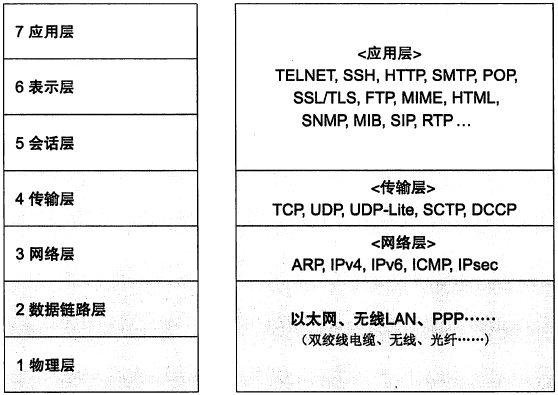 7 应用层
6 表示层
5 会话层
4 传输层
3 网络层
2 数据链路层
1 物理层
<应用层>
TELNET, SSH, HTTP, SMTP, POP,
SSL/TLS, FTP, MIME, HTML,
SNMP, MIB, SIP, RTP ...
<传输层>
TCP, UDP, UDP-Lite, SCTP, DCCP
<网络层>
ARP, IPv4, IPv6, ICMP, IPsec
以太网、无线LAN、PPP……
（双绞线电缆、无线、光纤……）